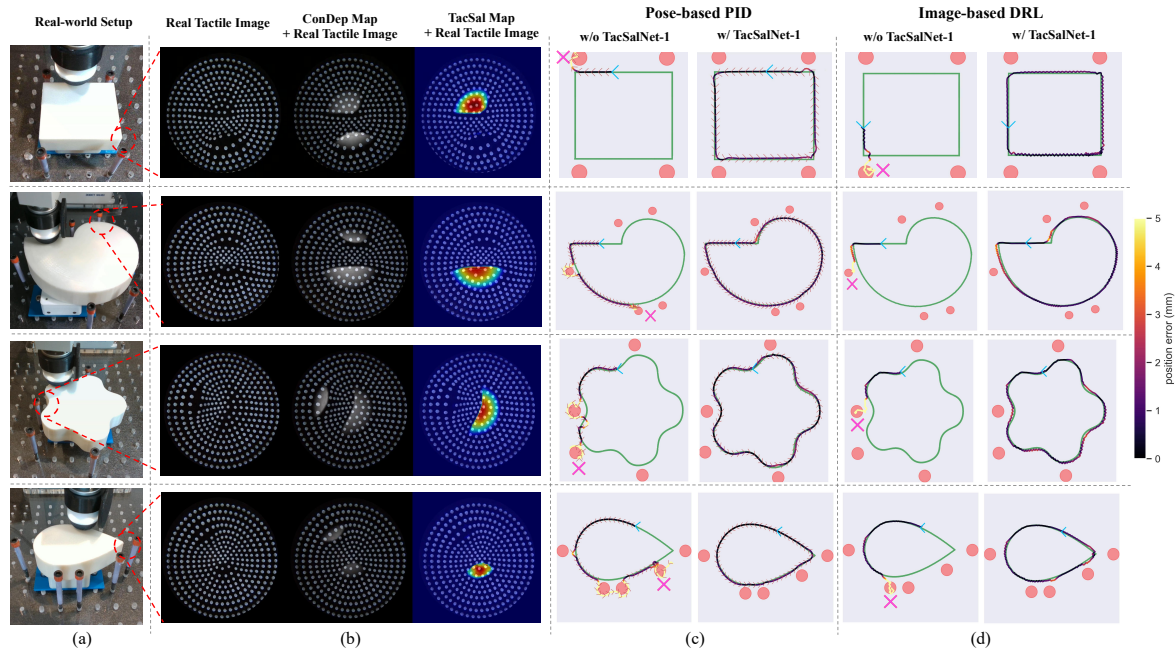 Pose-based PID
Image-based DRL
Real-world Setup
Real Tactile Image
ConDep Map
+ Real Tactile Image
TacSal Map
+ Real Tactile Image
w/o TacSalNet-1
w/ TacSalNet-1
w/o TacSalNet-1
w/ TacSalNet-1
5
4
3
2
1
0
position error (mm)
(a)
(b)
(c)
(d)